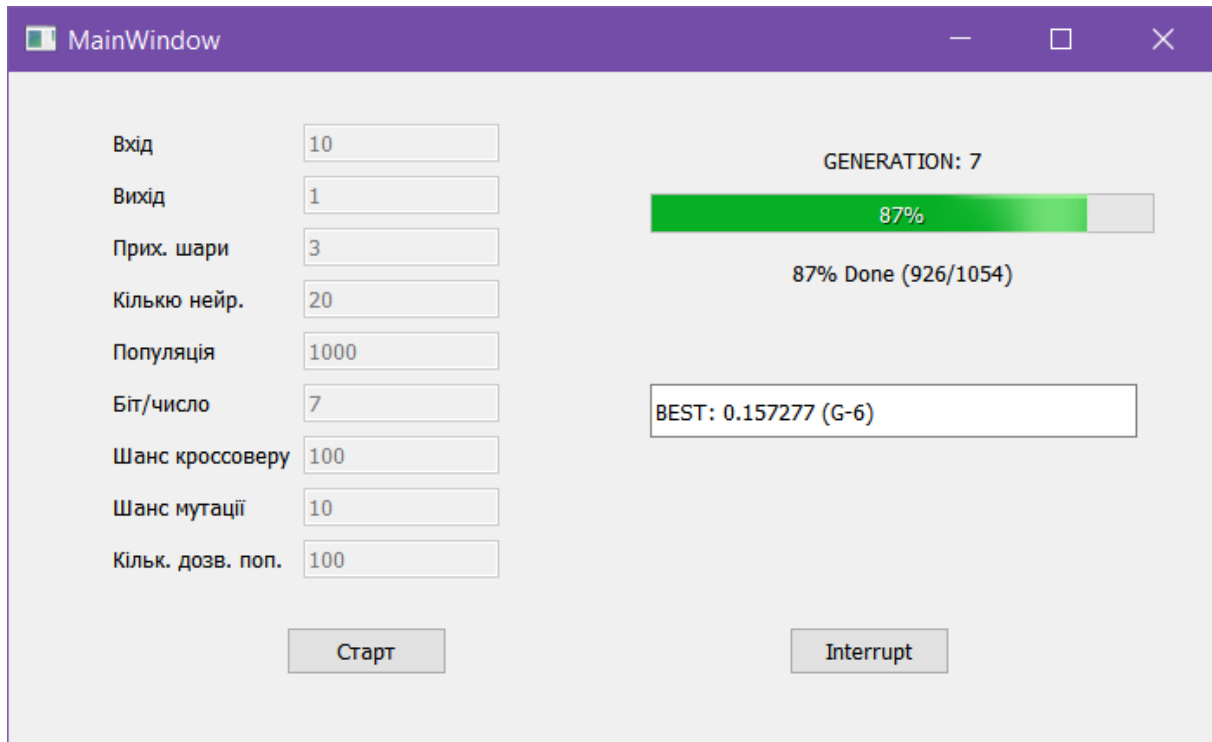 MainWindow
Вхід 10
Вихід 1
Прих. шари 3
Кількю нейр. 20
Популяція 1000
Біт/число 7
Шанс кроссоверу 100
Шанс мутації 10
Кільк. дозв. поп. 100
Старт
GENERATION: 7
87%
87% Done (926/1054)
BEST: 0.157277 (G-6)
Interrupt